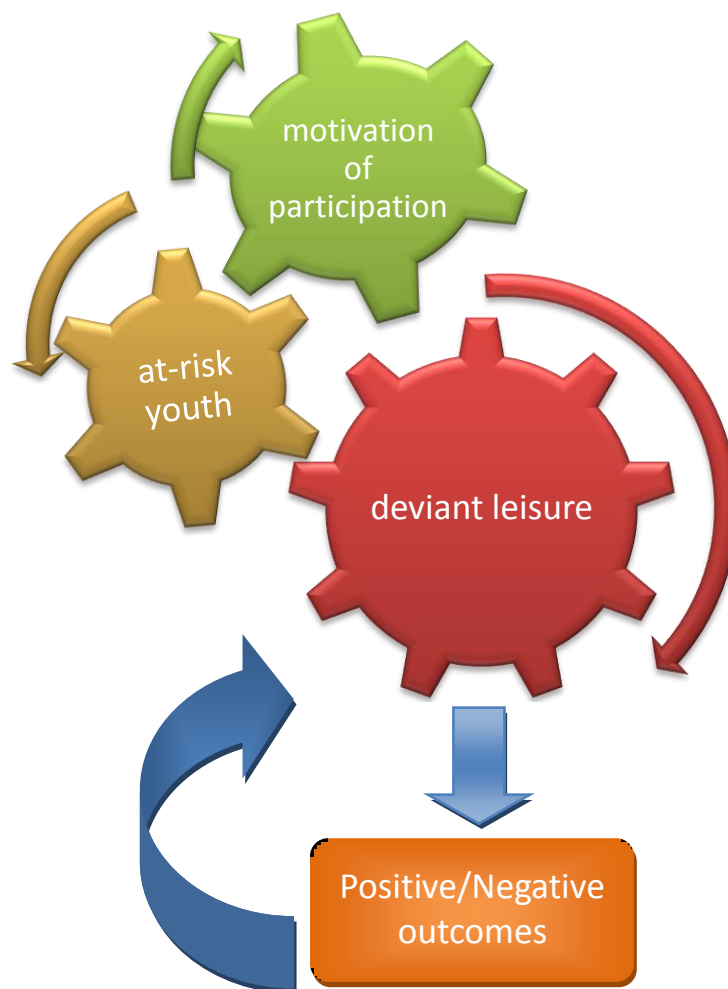 motivation
of
participation
at-risk
youth
deviant leisure
Positive/Negative
outcomes